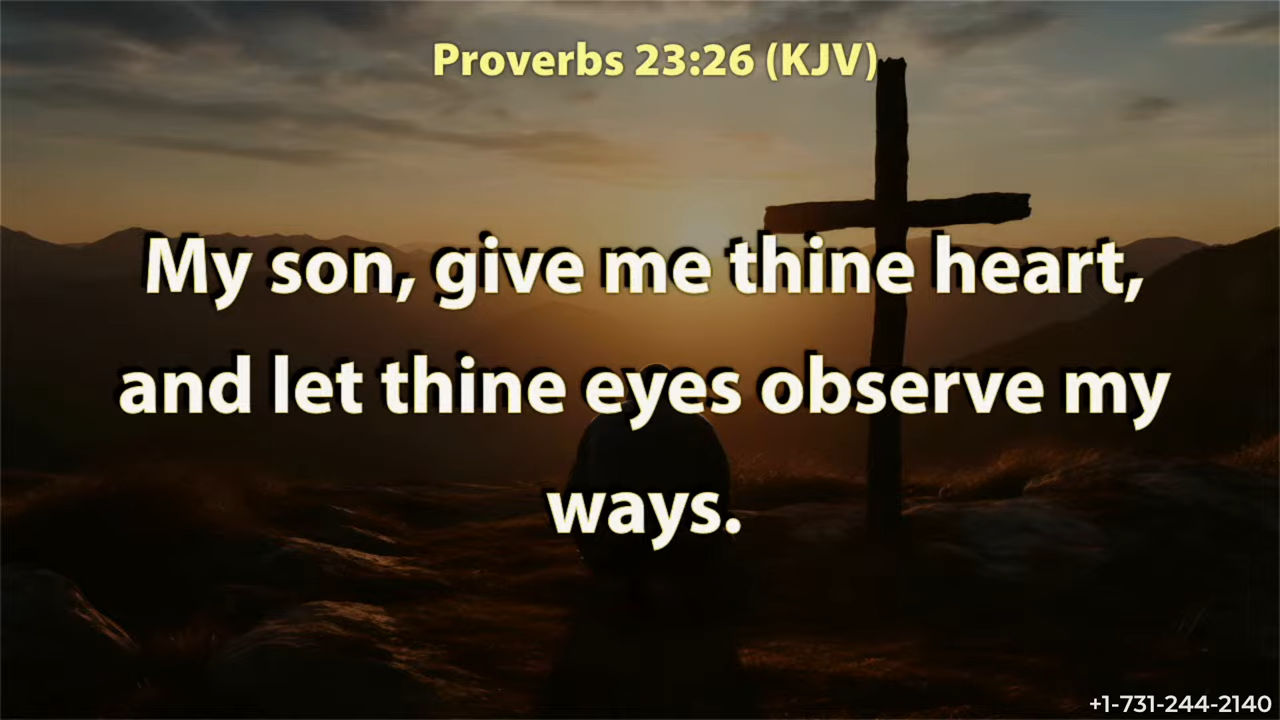 Proverbs 23:26 (KJV)
My son, give me thine heart,
and let thine eyes observe my
ways.
+1-731-244-2140